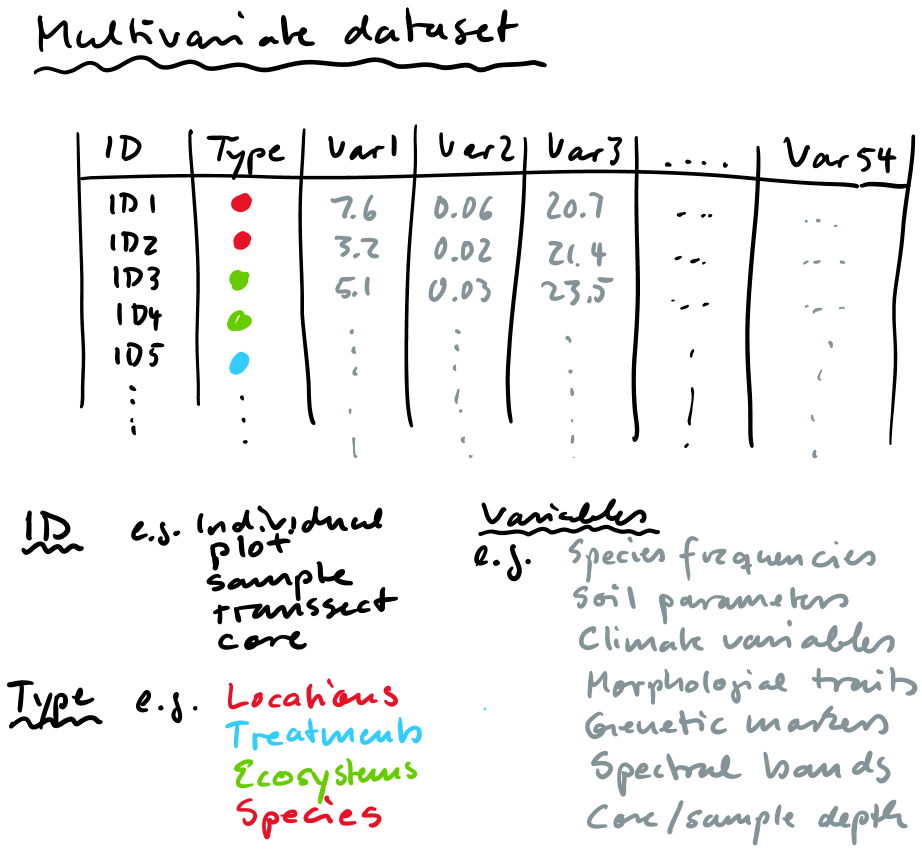 Multivariate dataset
ID Type Var1 Ver2 Var3 .... Var54
ID1 7.6 0.06 20.7 ... ...
ID2 3.2 0.02 21.4 ... ...
ID3 5.1 0.03 23.5 ... ...
ID4
ID5
ID e.g. Individual
plot
sample
transsect
core
Type e.g. Locations
Treatments
Ecosystems
Species
Variables
e.g. Species frequencies
Soil parameters
Climate variables
Morphological traits
Genetic markers
Spectral bands
Core/sample depth